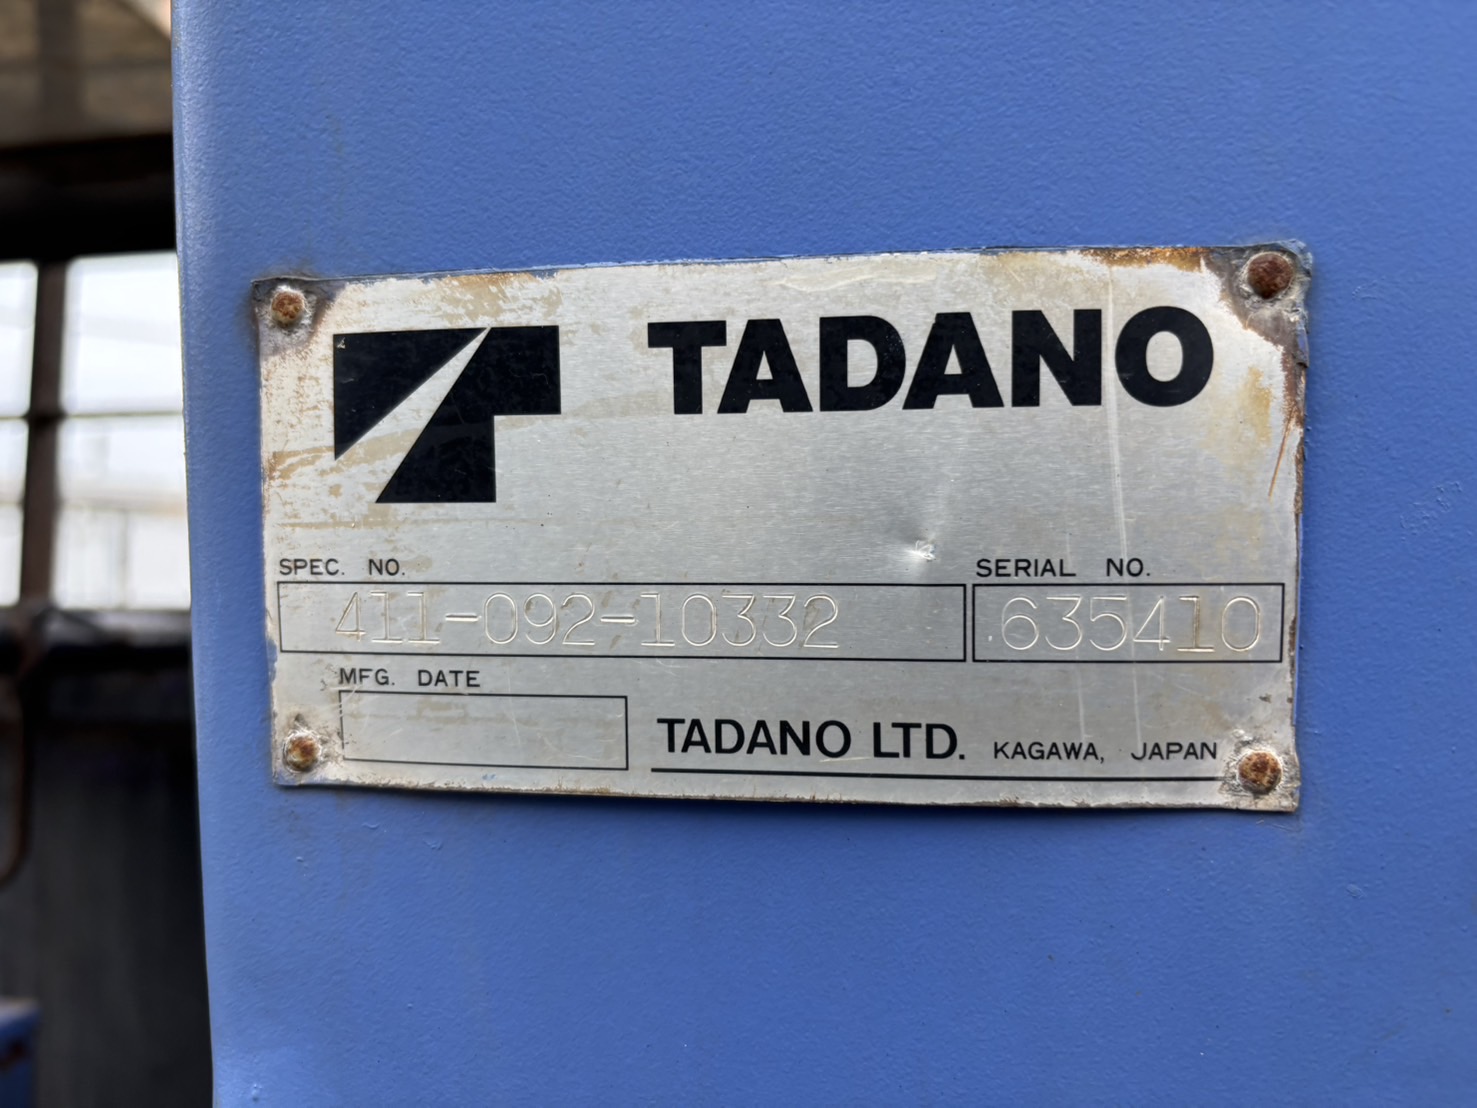 TADANO
SPEC. NO.
SERIAL NO.
411-092-10332
635410
MFG. DATE
TADANO LTD. KAGAWA, JAPAN